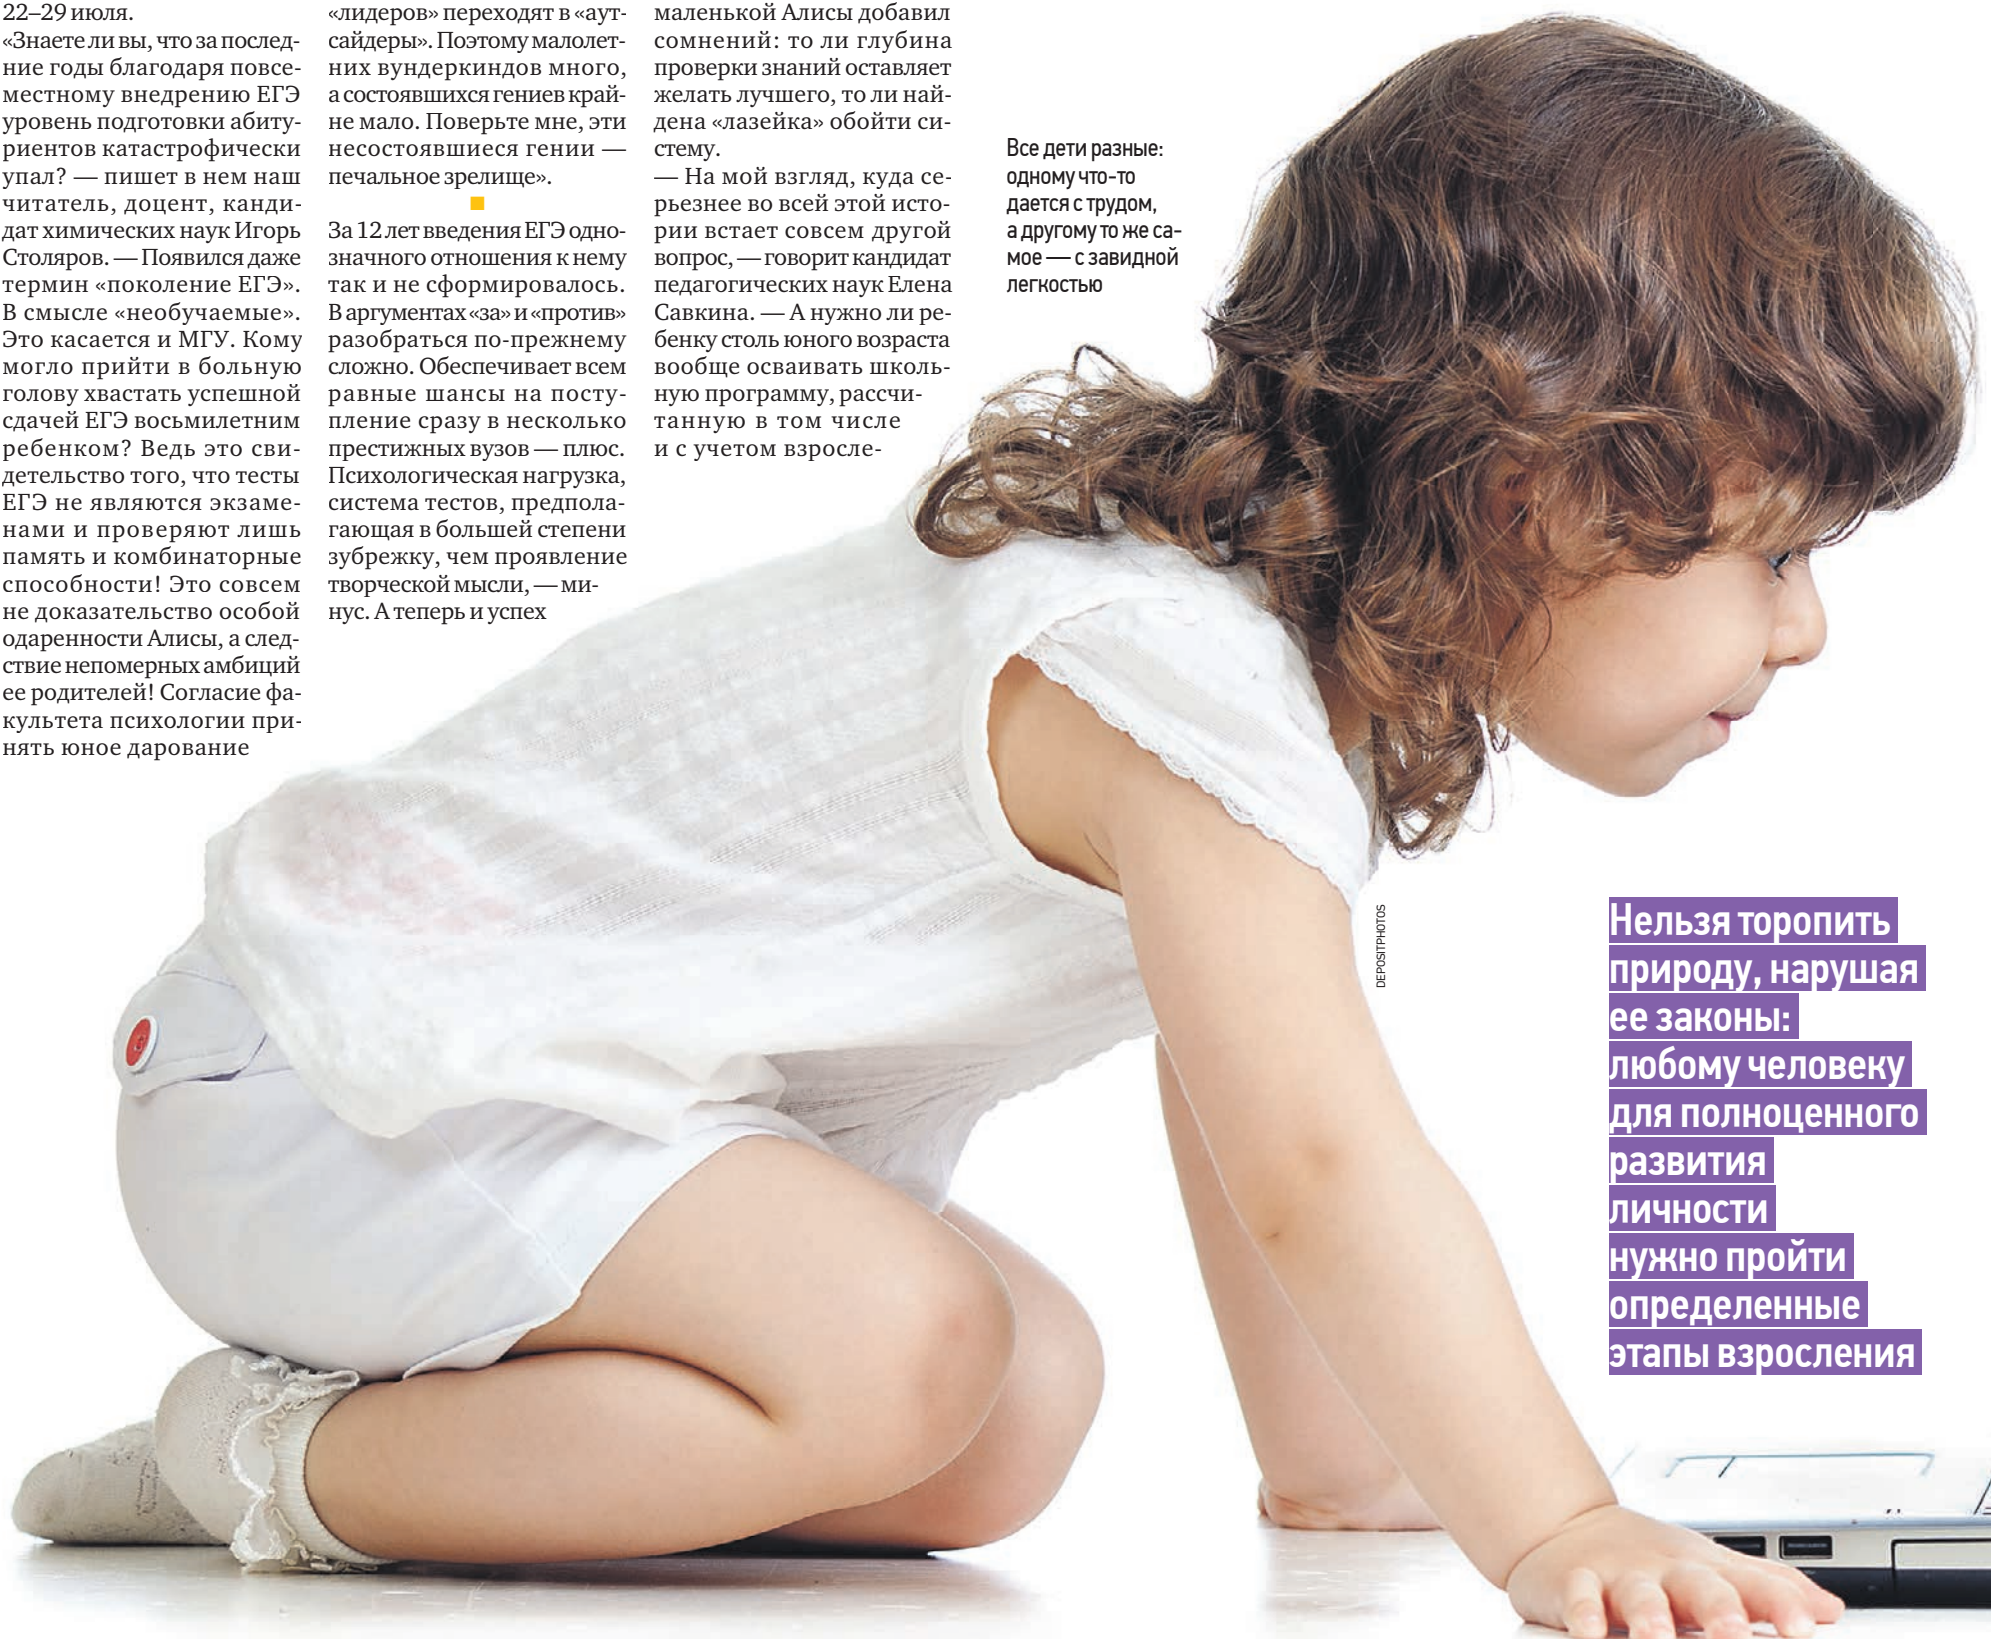 22–29 июля.
«Знаете ли вы, что за послед-
ние годы благодаря повсе-
местному внедрению ЕГЭ
уровень подготовки абиту-
риентов катастрофически
упал? — пишет в нем наш
читатель, доцент, канди-
дат химических наук Игорь
Столяров. — Появился даже
термин «поколение ЕГЭ».
В смысле «необучаемые».
Это касается и МГУ. Кому
могло прийти в больную
голову хвастать успешной
сдачей ЕГЭ восьмилетним
ребенком? Ведь это сви-
детельство того, что тесты
ЕГЭ не являются экзаме-
нами и проверяют лишь
память и комбинаторные
способности! Это совсем
не доказательство особой
одаренности Алисы, а след-
ствие непомерных амбиций
ее родителей! Согласие фа-
культета психологии при-
нять юное дарование
«лидеров» переходят в «аут-
сайдеры». Поэтому малолет-
них вундеркиндов много,
а состоявшихся гениев край-
не мало. Поверьте мне, эти
несостоявшиеся гении —
печальное зрелище».
За 12 лет введения ЕГЭ одно-
значного отношения к нему
так и не сформировалось.
В аргументах «за» и «против»
разобраться по-прежнему
сложно. Обеспечивает всем
равные шансы на посту-
пление сразу в несколько
престижных вузов — плюс.
Психологическая нагрузка,
система тестов, предпола-
гающая в большей степени
зубрежку, чем проявление
творческой мысли, — ми-
нус. А теперь и успех
маленькой Алисы добавил
сомнений: то ли глубина
проверки знаний оставляет
желать лучшего, то ли най-
дена «лазейка» обойти си-
стему.
— На мой взгляд, куда се-
рьезнее во всей этой исто-
рии встает совсем другой
вопрос, — говорит кандидат
педагогических наук Елена
Савкина. — А нужно ли ре-
бенку столь юного возраста
вообще осваивать школь-
ную программу, рассчи-
танную в том числе
и с учетом взросле-
Все дети разные:
одному что-то
дается с трудом,
а другому то же са-
мое — с завидной
легкостью
DEPOSITPHOTOS
Нельзя торопить
природу, нарушая
ее законы:
любому человеку
для полноценного
развития
личности
нужно пройти
определенные
этапы взросления